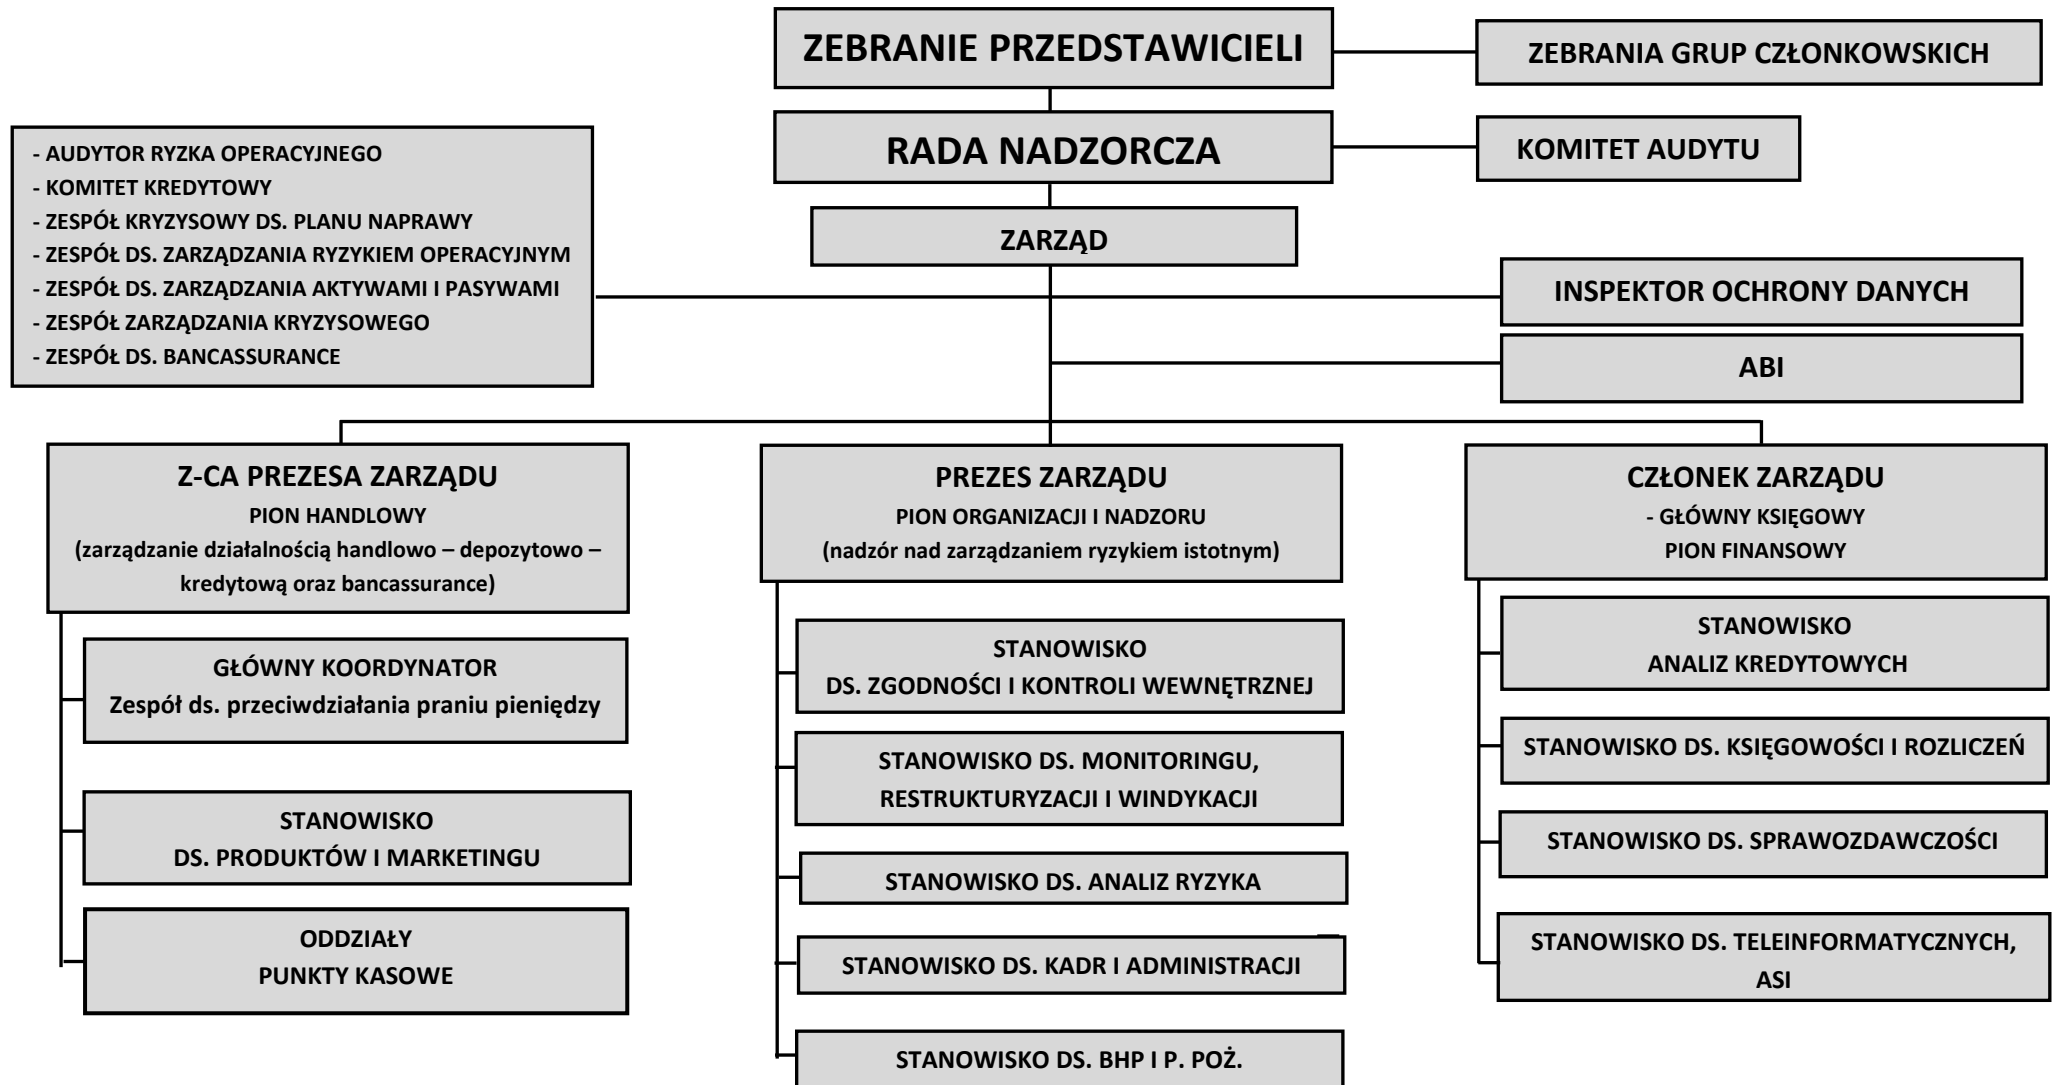 ZEBRANIE PRZEDSTAWICIELI
ZEBRANIA GRUP CZŁONKOWSKICH
RADA NADZORCZA
KOMITET AUDYTU
- AUDYTOR RYZKA OPERACYJNEGO
- KOMITET KREDYTOWY
- ZESPÓŁ KRYZYSOWY DS. PLANU NAPRAWY
- ZESPÓŁ DS. ZARZĄDZANIA RYZYKIEM OPERACYJNYM
- ZESPÓŁ DS. ZARZĄDZANIA AKTYWAMI I PASYWAMI
- ZESPÓŁ ZARZĄDZANIA KRYZYSOWEGO
- ZESPÓŁ DS. BANCASSURANCE
ZARZĄD
INSPEKTOR OCHRONY DANYCH
ABI
Z-CA PREZESA ZARZĄDU
PION HANDLOWY
(zarządzanie działalnością handlowo – depozytowo –
kredytową oraz bancassurance)
GŁÓWNY KOORDYNATOR
Zespół ds. przeciwdziałania praniu pieniędzy
STANOWISKO
DS. PRODUKTÓW I MARKETINGU
ODDZIAŁY
PUNKTY KASOWE
PREZES ZARZĄDU
PION ORGANIZACJI I NADZORU
(nadzór nad zarządzaniem ryzykiem istotnym)
STANOWISKO
DS. ZGODNOŚCI I KONTROLI WEWNĘTRZNEJ
STANOWISKO DS. MONITORINGU,
RESTRUKTURYZACJI I WINDYKACJI
STANOWISKO DS. ANALIZ RYZYKA
STANOWISKO DS. KADR I ADMINISTRACJI
STANOWISKO DS. BHP I P. POŻ.
CZŁONEK ZARZĄDU
- GŁÓWNY KSIĘGOWY
PION FINANSOWY
STANOWISKO
ANALIZ KREDYTOWYCH
STANOWISKO DS. KSIĘGOWOŚCI I ROZLICZEŃ
STANOWISKO DS. SPRAWOZDAWCZOŚCI
STANOWISKO DS. TELEINFORMATYCZNYCH,
ASI